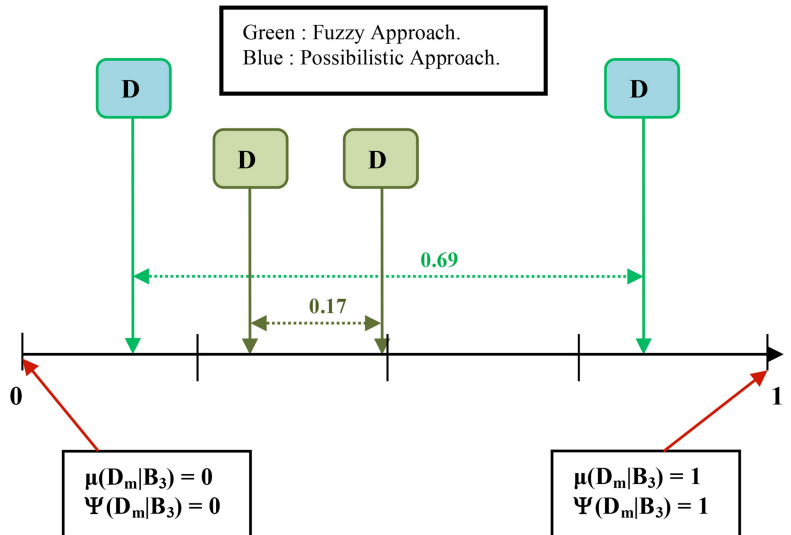 Green : Fuzzy Approach.
Blue : Possibilistic Approach.
D
D
D
D
0.69
0.17
0
1
μ(Dₘ|B₃) = 0
Ψ(Dₘ|B₃) = 0
μ(Dₘ|B₃) = 1
Ψ(Dₘ|B₃) = 1